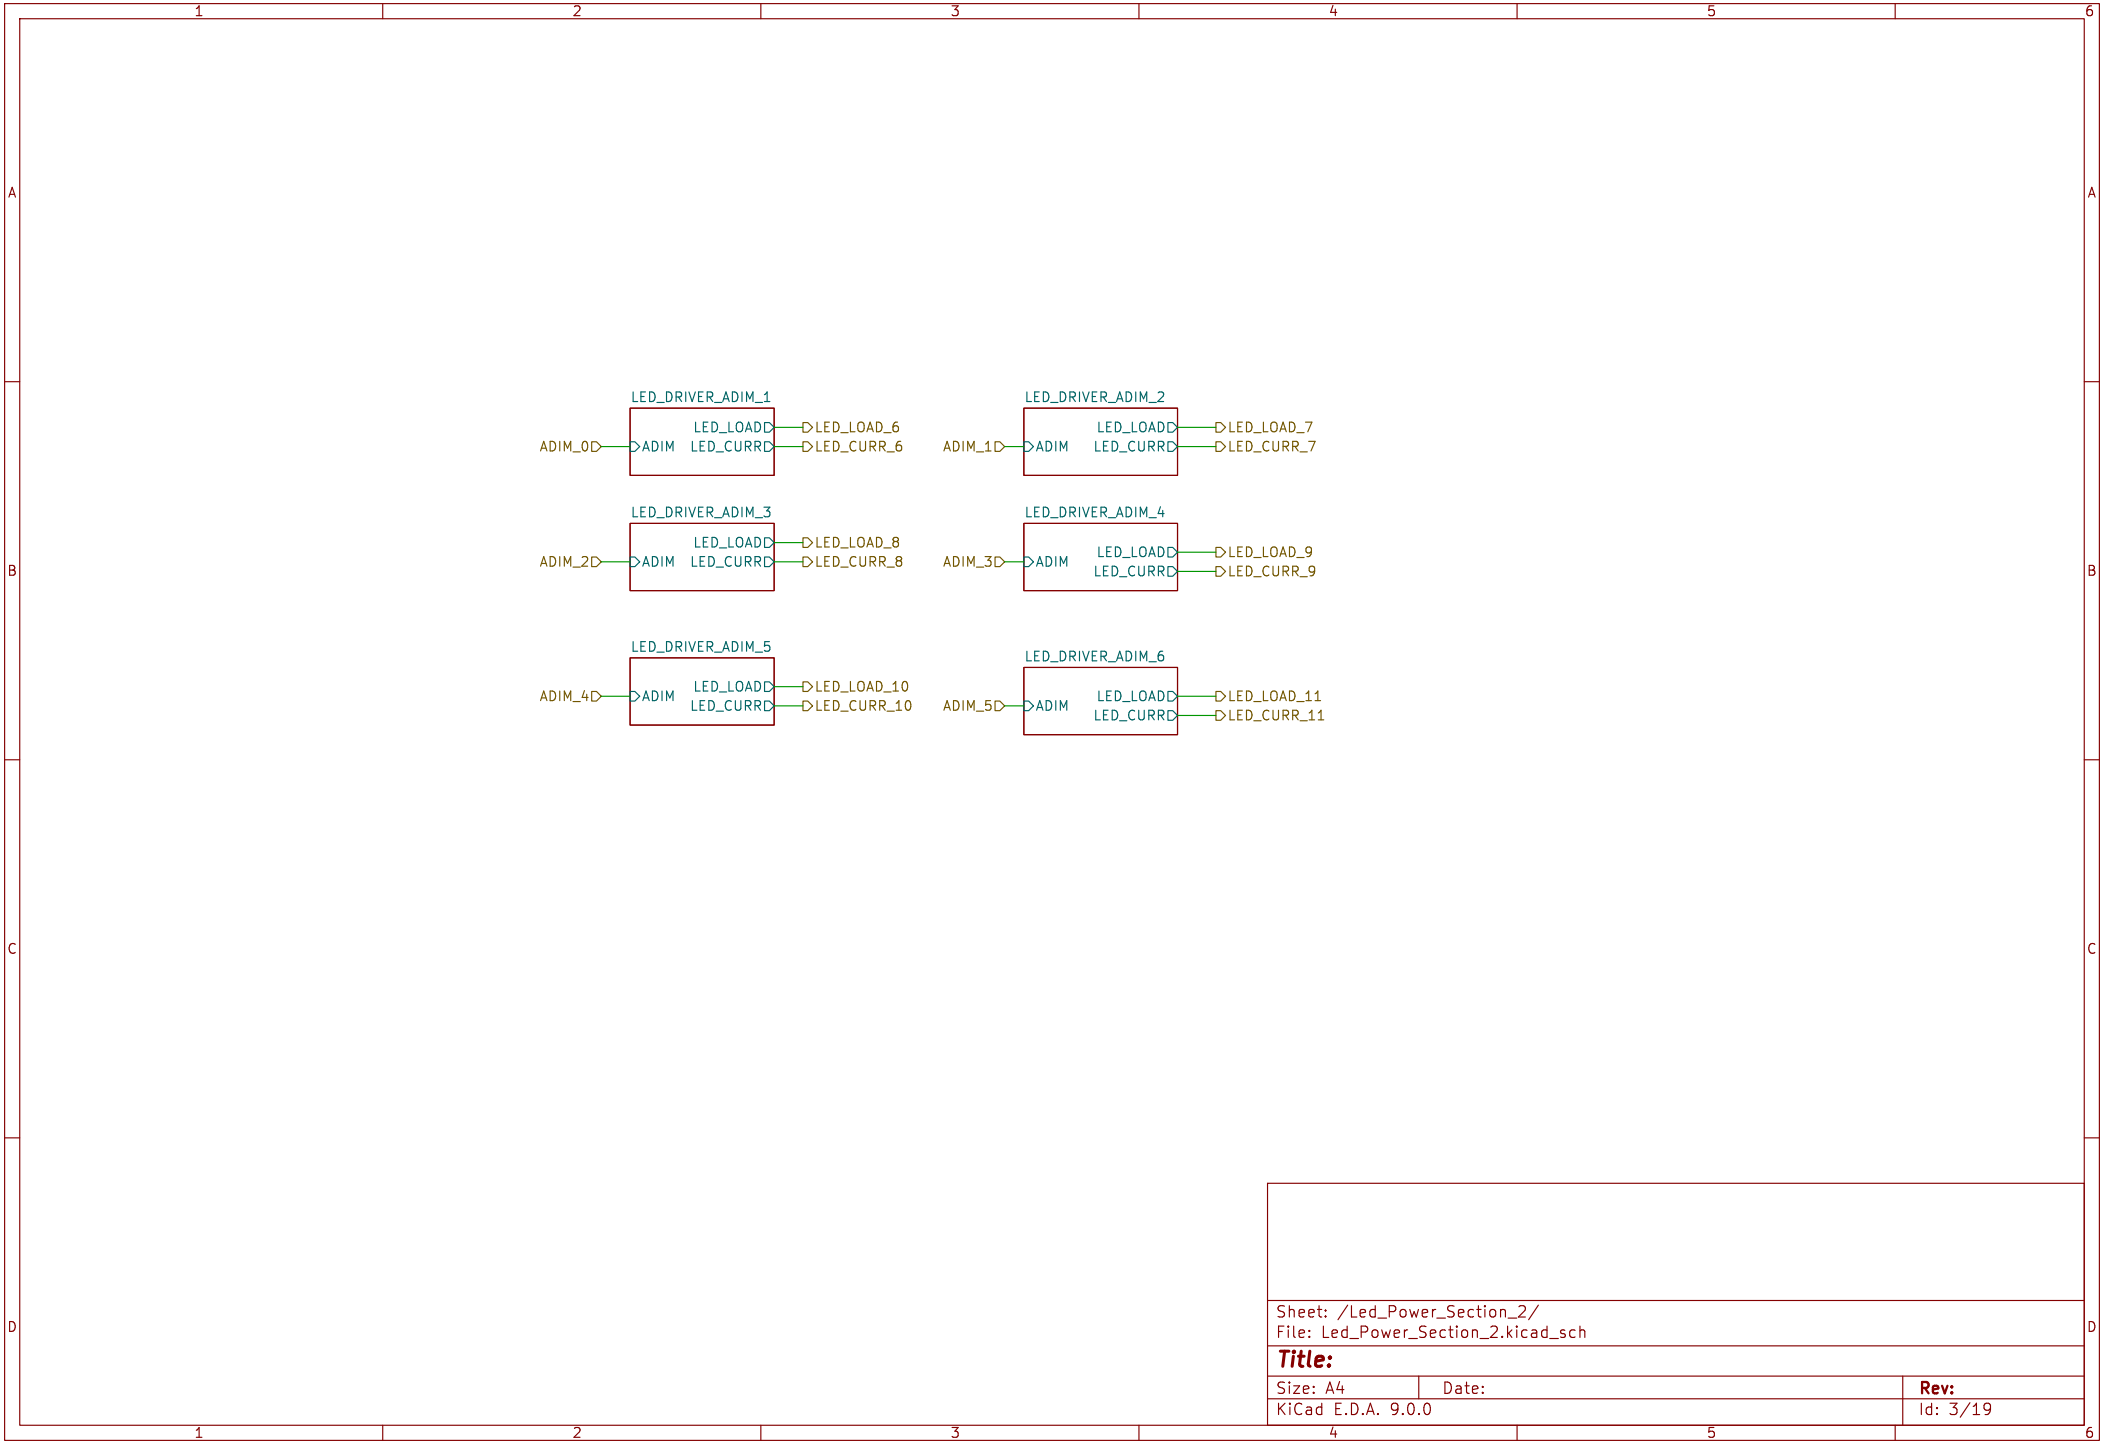 1 2 3 4 5 6
A A
LED_DRIVER_ADIM_1 LED_DRIVER_ADIM_2
LED_LOAD LED_LOAD_6 LED_LOAD LED_LOAD_7
ADIM_0 ADIM LED_CURR LED_CURR_6 ADIM_1 ADIM LED_CURR LED_CURR_7
LED_DRIVER_ADIM_3 LED_DRIVER_ADIM_4
LED_LOAD LED_LOAD_8
LED_LOAD LED_LOAD_9
ADIM_2 ADIM LED_CURR LED_CURR_8 ADIM_3 ADIM
B LED_CURR LED_CURR_9 B
LED_DRIVER_ADIM_5
LED_DRIVER_ADIM_6
LED_LOAD LED_LOAD_10
ADIM_4 ADIM LED_LOAD LED_LOAD_11
LED_CURR LED_CURR_10 ADIM_5 ADIM
LED_CURR LED_CURR_11
C C
Sheet: /Led_Power_Section_2/
D File: Led_Power_Section_2.kicad_sch D
Title:
Size: A4 Date: Rev:
KiCad E.D.A. 9.0.0 Id: 3/19
1 2 3 4 5 6